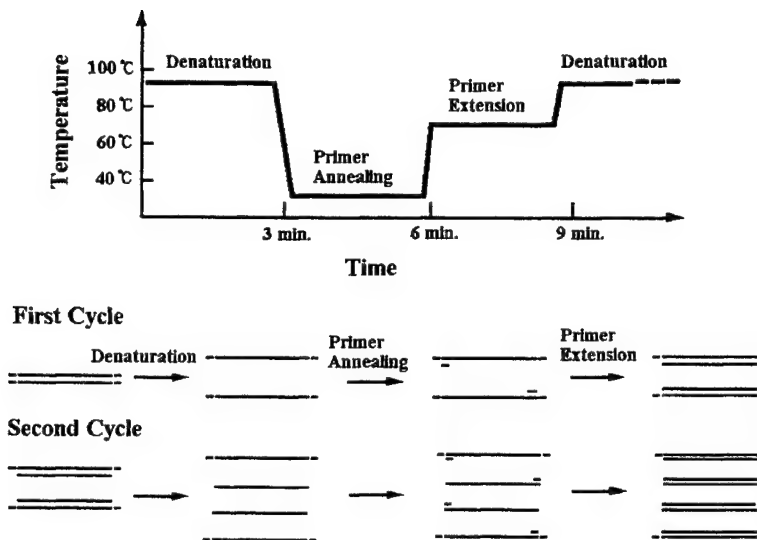 Temperature
100℃
80℃
60℃
40℃
Denaturation
Primer
Annealing
Primer
Extension
Denaturation
3 min.
6 min.
9 min.
Time
First Cycle
Denaturation
Primer
Annealing
Primer
Extension
Second Cycle